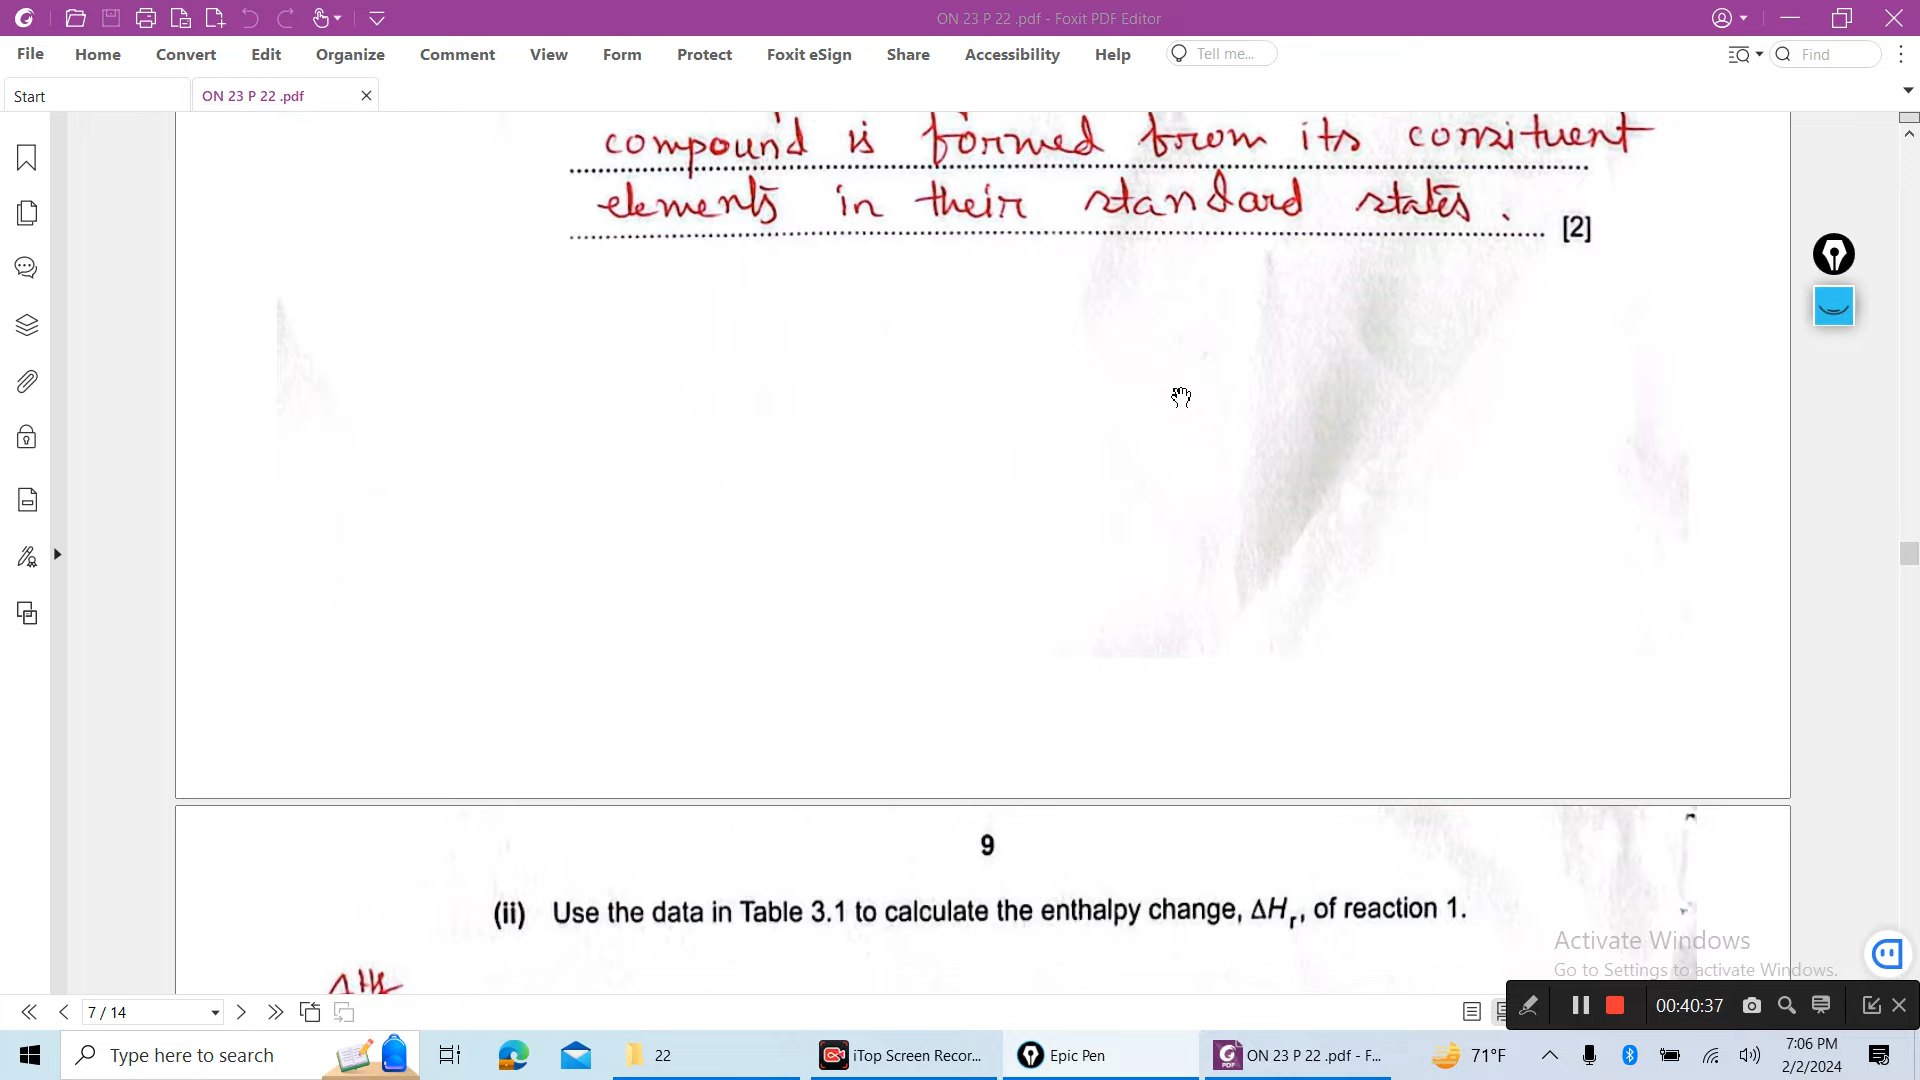 ON 23 P 22 .pdf - Foxit PDF Editor
File Home Convert Edit Organize Comment View Form Protect Foxit eSign Share Accessibility Help Tell me... Find
Start ON 23 P 22 .pdf
compound is formed from its consituent
elements in their standard states.
[2]
9
(ii) Use the data in Table 3.1 to calculate the enthalpy change, ΔHr, of reaction 1.
Activate Windows
Go to Settings to activate Windows.
7 / 14
00:40:37
Type here to search 22 iTop Screen Recor... Epic Pen ON 23 P 22 .pdf - F... 71°F
7:06 PM
2/2/2024